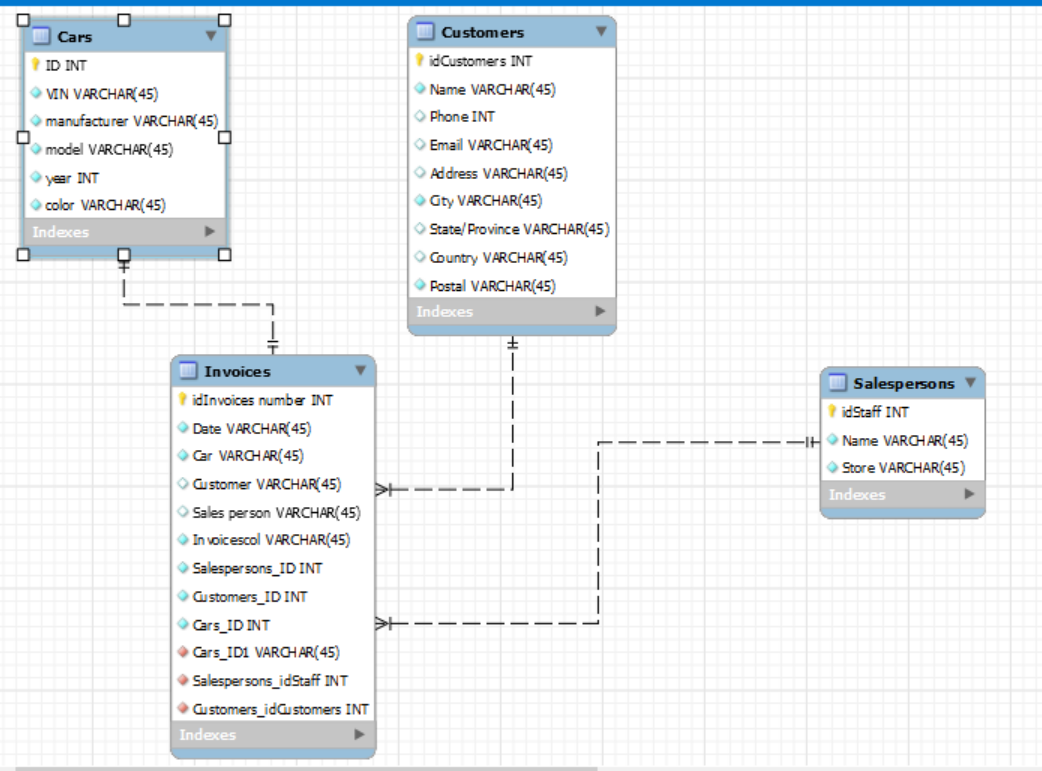 Cars
ID INT
VIN VARCHAR(45)
manufacturer VARCHAR(45)
model VARCHAR(45)
year INT
color VARCHAR(45)
Indexes
Customers
idCustomers INT
Name VARCHAR(45)
Phone INT
Email VARCHAR(45)
Address VARCHAR(45)
City VARCHAR(45)
State/Province VARCHAR(45)
Country VARCHAR(45)
Postal VARCHAR(45)
Indexes
Invoices
idInvoices number INT
Date VARCHAR(45)
Car VARCHAR(45)
Customer VARCHAR(45)
Sales person VARCHAR(45)
Invoicescol VARCHAR(45)
Salespersons_ID INT
Customers_ID INT
Cars_ID INT
Cars_ID1 VARCHAR(45)
Salespersons_idStaff INT
Customers_idCustomers INT
Indexes
Salespersons
idStaff INT
Name VARCHAR(45)
Store VARCHAR(45)
Indexes